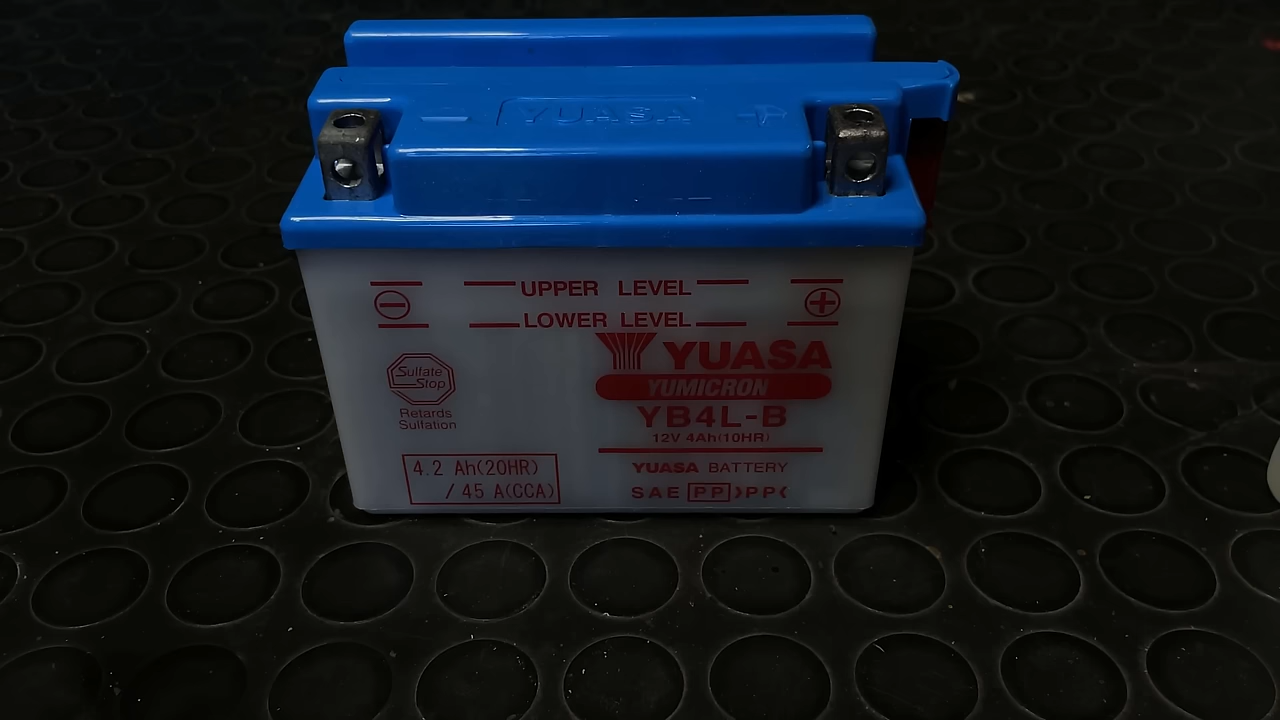 − YUASA +
UPPER LEVEL
− +
LOWER LEVEL
YUASA
YUMICRON
YB4L-B
12V 4Ah(10HR)
Sulfate
Stop
Retards
Sulfation
4.2 Ah(20HR)
/ 45 A(CCA)
YUASA BATTERY
SAE PP >PP<